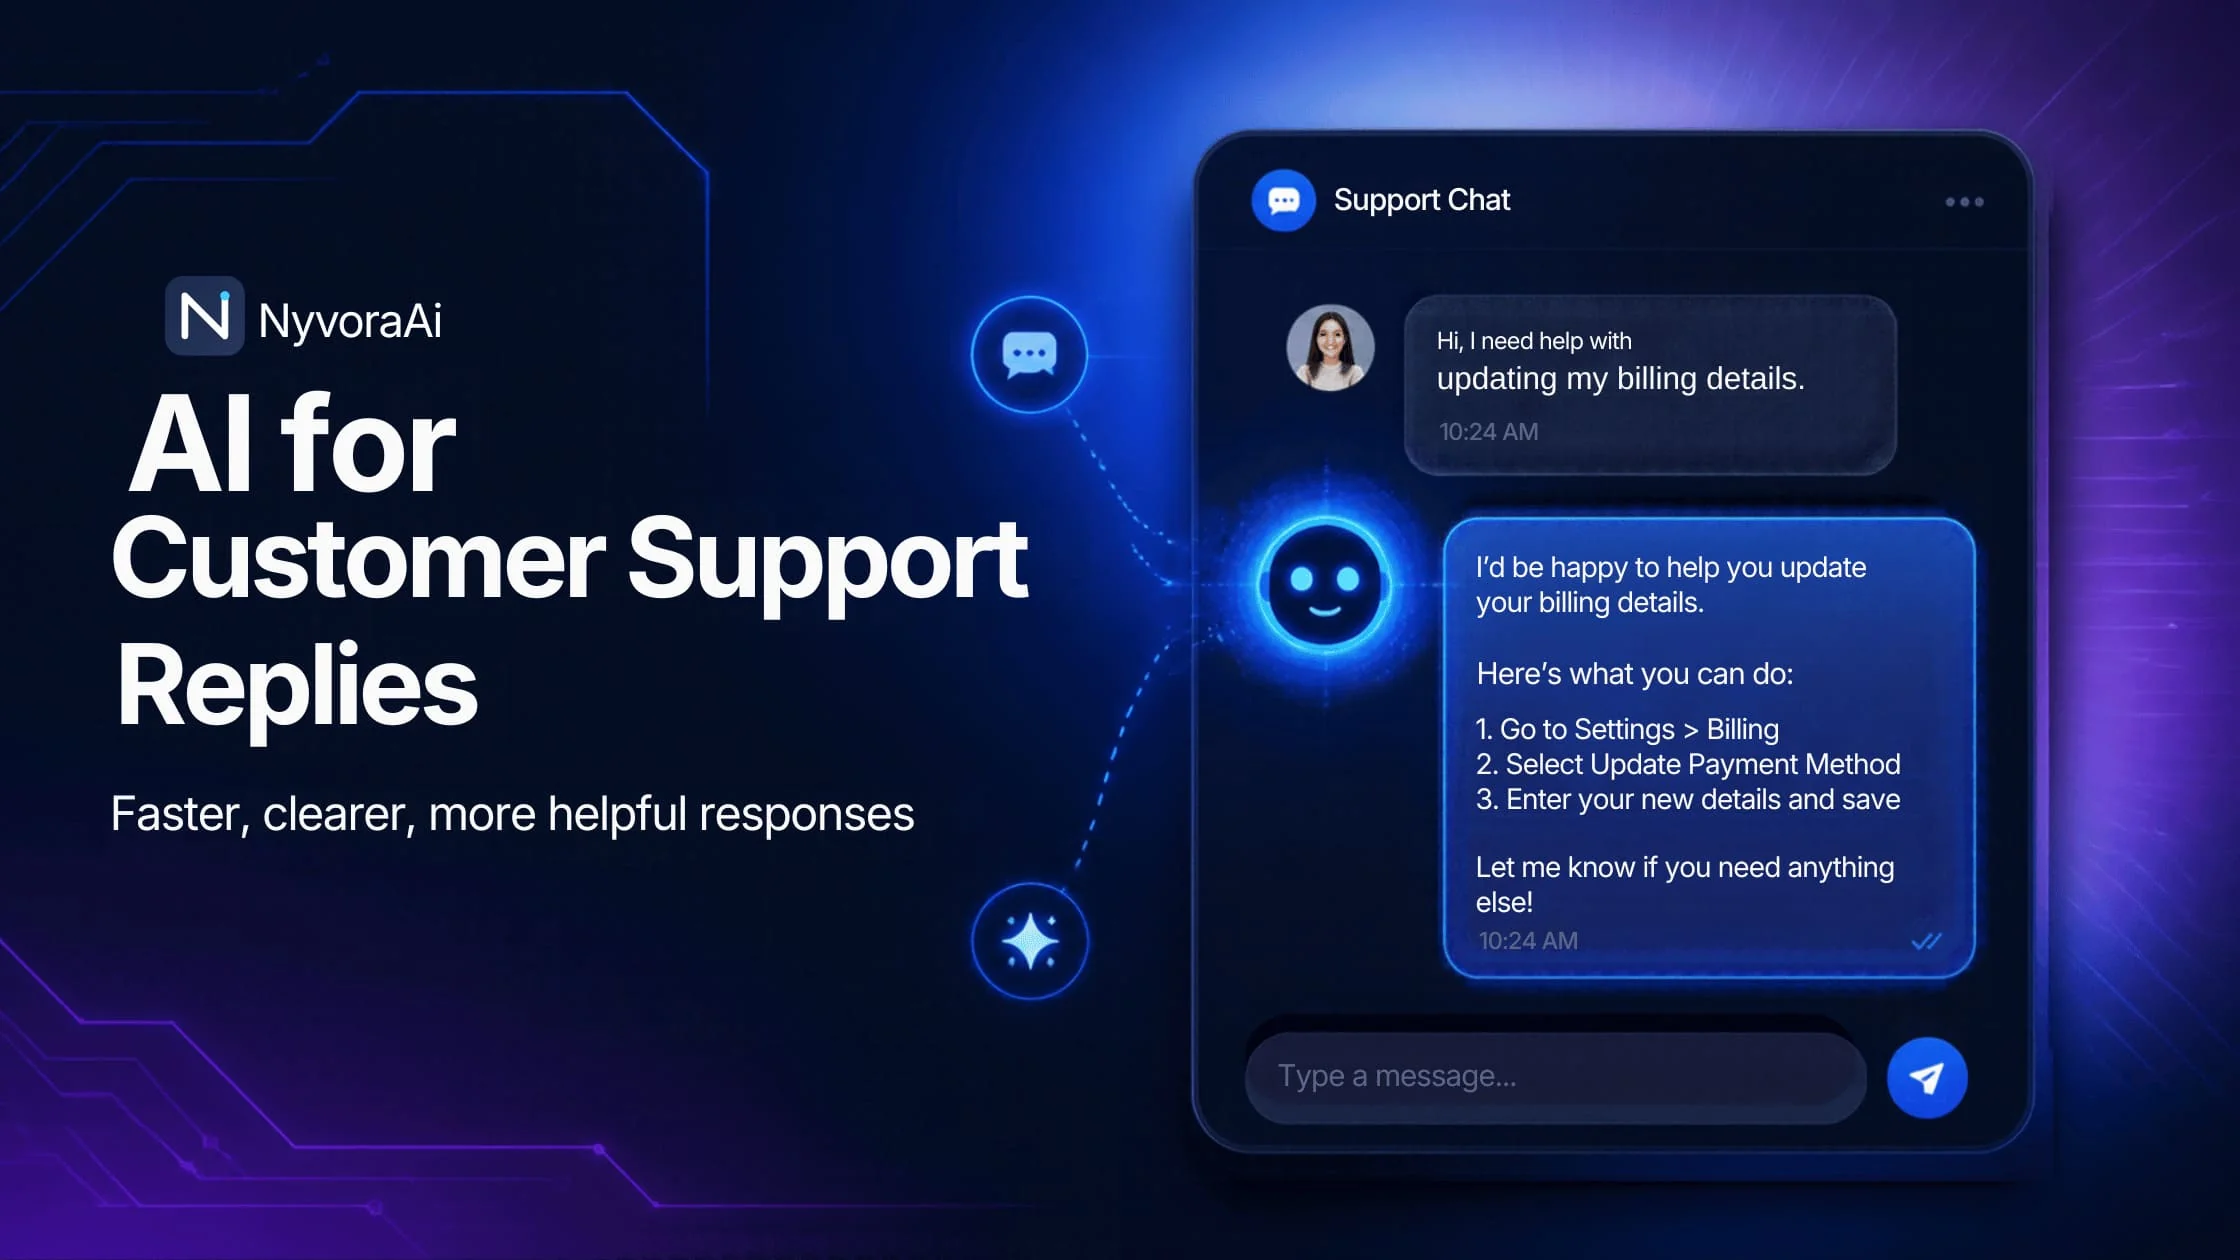 NyvoraAi
AI for
Customer Support
Replies
Faster, clearer, more helpful responses
Support Chat
Hi, I need help with
updating my billing details.
10:24 AM
I’d be happy to help you update
your billing details.
Here’s what you can do:
1. Go to Settings > Billing
2. Select Update Payment Method
3. Enter your new details and save
Let me know if you need anything
else!
10:24 AM
Type a message...